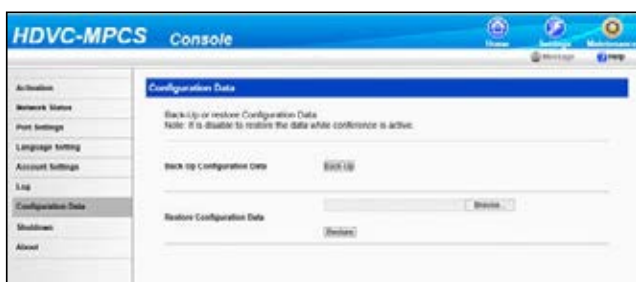 HDVC-MPCS Console
Home Settings Maintenance
Message Help
Activation
Network Status
Port Settings
Language Setting
Account Settings
Log
Configuration Data
Shutdown
About
Configuration Data
Back-Up or restore Configuration Data
Note: It is disable to restore the data while conference is active.
Back Up Configuration Data Back-Up
Browse...
Restore Configuration Data
Restore